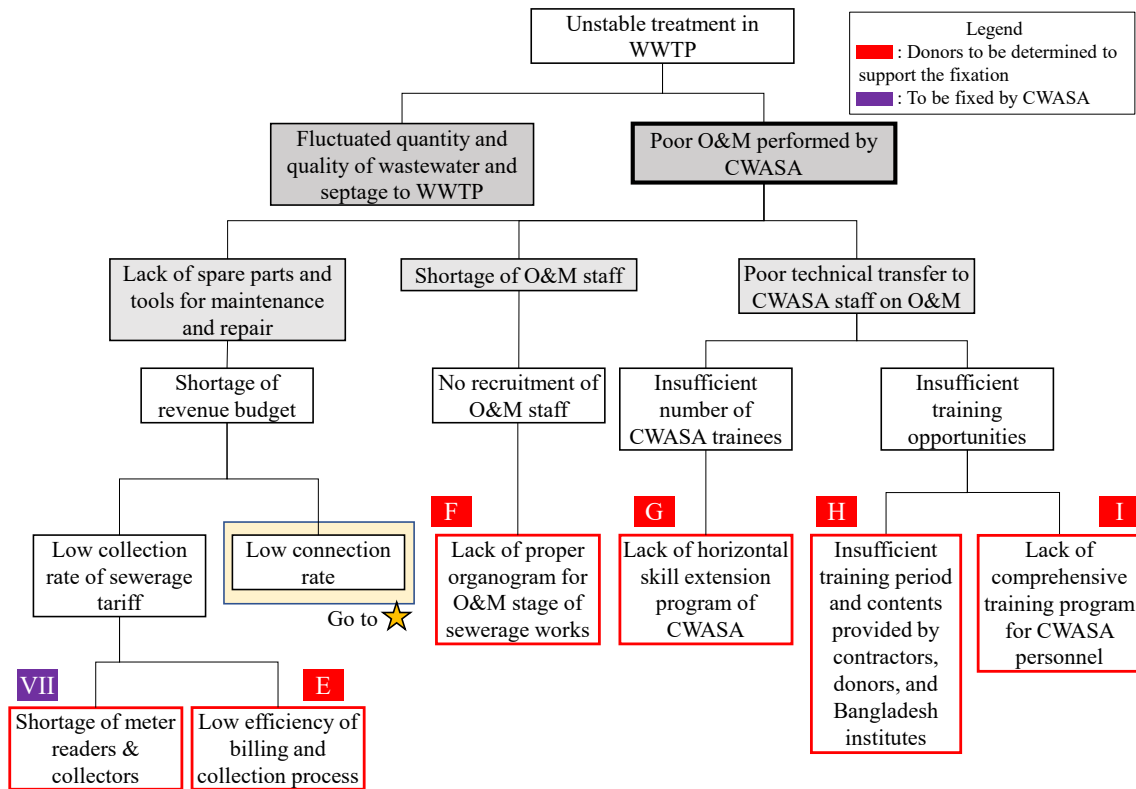 Unstable treatment in
WWTP
Legend
: Donors to be determined to
support the fixation
: To be fixed by CWASA
Fluctuated quantity and
quality of wastewater and
septage to WWTP
Poor O&M performed by
CWASA
Lack of spare parts and
tools for maintenance
and repair
Shortage of O&M staff
Poor technical transfer to
CWASA staff on O&M
Shortage of
revenue budget
No recruitment of
O&M staff
Insufficient
number of
CWASA trainees
Insufficient
training
opportunities
Low collection
rate of sewerage
tariff
Low connection
rate
Go to
F
Lack of proper
organogram for
O&M stage of
sewerage works
G
Lack of horizontal
skill extension
program of
CWASA
H
Insufficient
training period
and contents
provided by
contractors,
donors, and
Bangladesh
institutes
I
Lack of
comprehensive
training program
for CWASA
personnel
VII
Shortage of meter
readers &
collectors
E
Low efficiency of
billing and
collection process